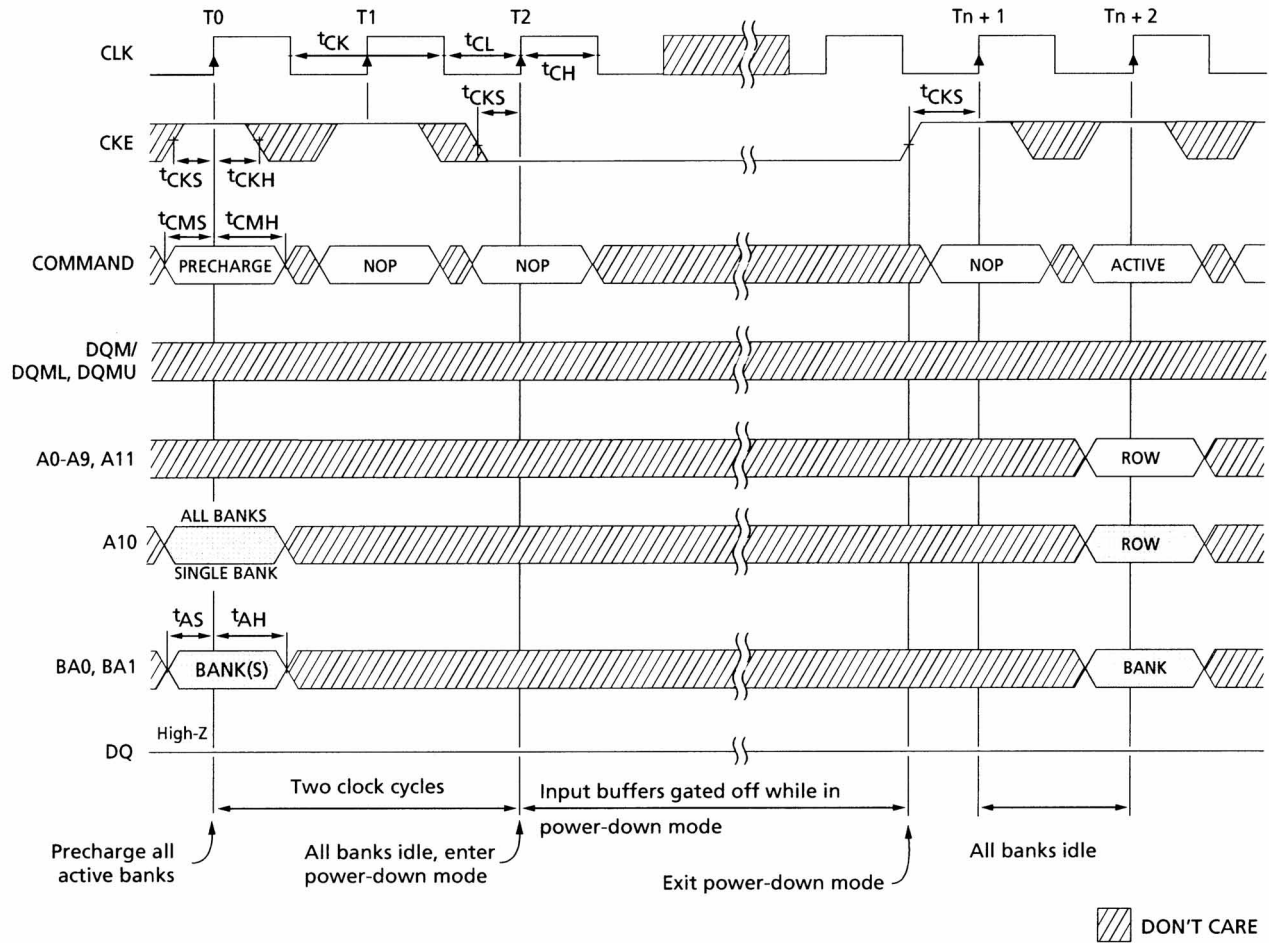 T0 T1 T2 Tn + 1 Tn + 2
CLK
tCK tCL tCH
tCKS tCKS
CKE
tCKS tCKH
tCMS tCMH
COMMAND PRECHARGE NOP NOP NOP ACTIVE
DQM/
DQML, DQMU
A0-A9, A11 ROW
ALL BANKS
A10 ROW
SINGLE BANK
tAS tAH
BA0, BA1 BANK(S) BANK
High-Z
DQ
Two clock cycles
Input buffers gated off while in
power-down mode
Precharge all
active banks
All banks idle, enter
power-down mode
Exit power-down mode
All banks idle
DON'T CARE